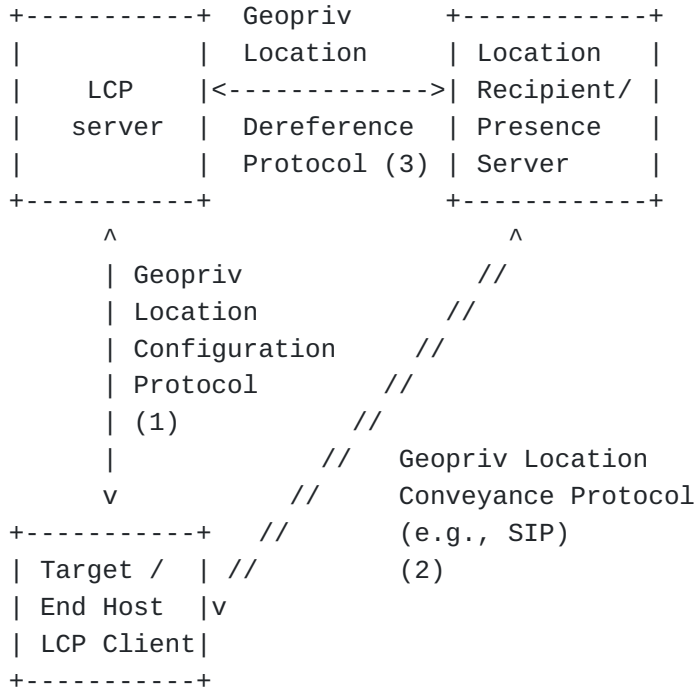 +-----------+  Geopriv      +------------+
|           |  Location     | Location   |
|    LCP    |<------------->| Recipient/ |
|   server  |  Dereference  | Presence   |
|           |  Protocol (3) | Server     |
+-----------+               +------------+
      ^                         ^
      | Geopriv               //
      | Location            //
      | Configuration     //
      | Protocol        //
      | (1)           //
      |             //   Geopriv Location
      v           //     Conveyance Protocol
+-----------+   //       (e.g., SIP)
| Target /  | //         (2)
| End Host  |v
| LCP Client|
+-----------+